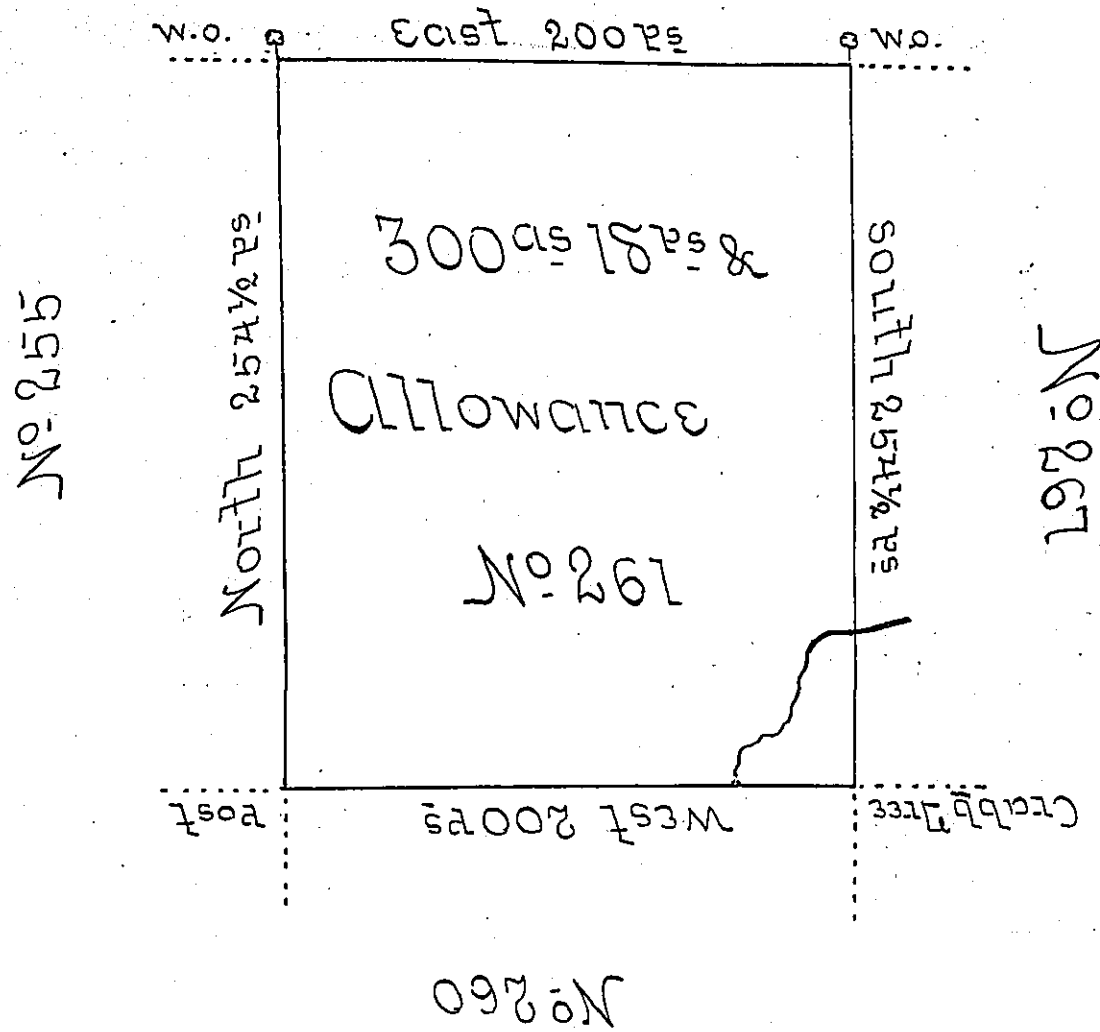 W.O. East 200 Ps W.O.
No 255
North 254½ Ps
300 as 18 Ps &
Allowance
No 261
South 254½ Ps
No 267
Post West 200 Ps Crabb Tree
No 260